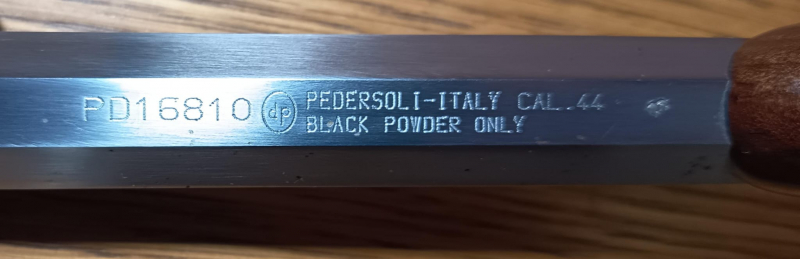 PD16810 dp PEDERSOLI-ITALY CAL.44
BLACK POWDER ONLY